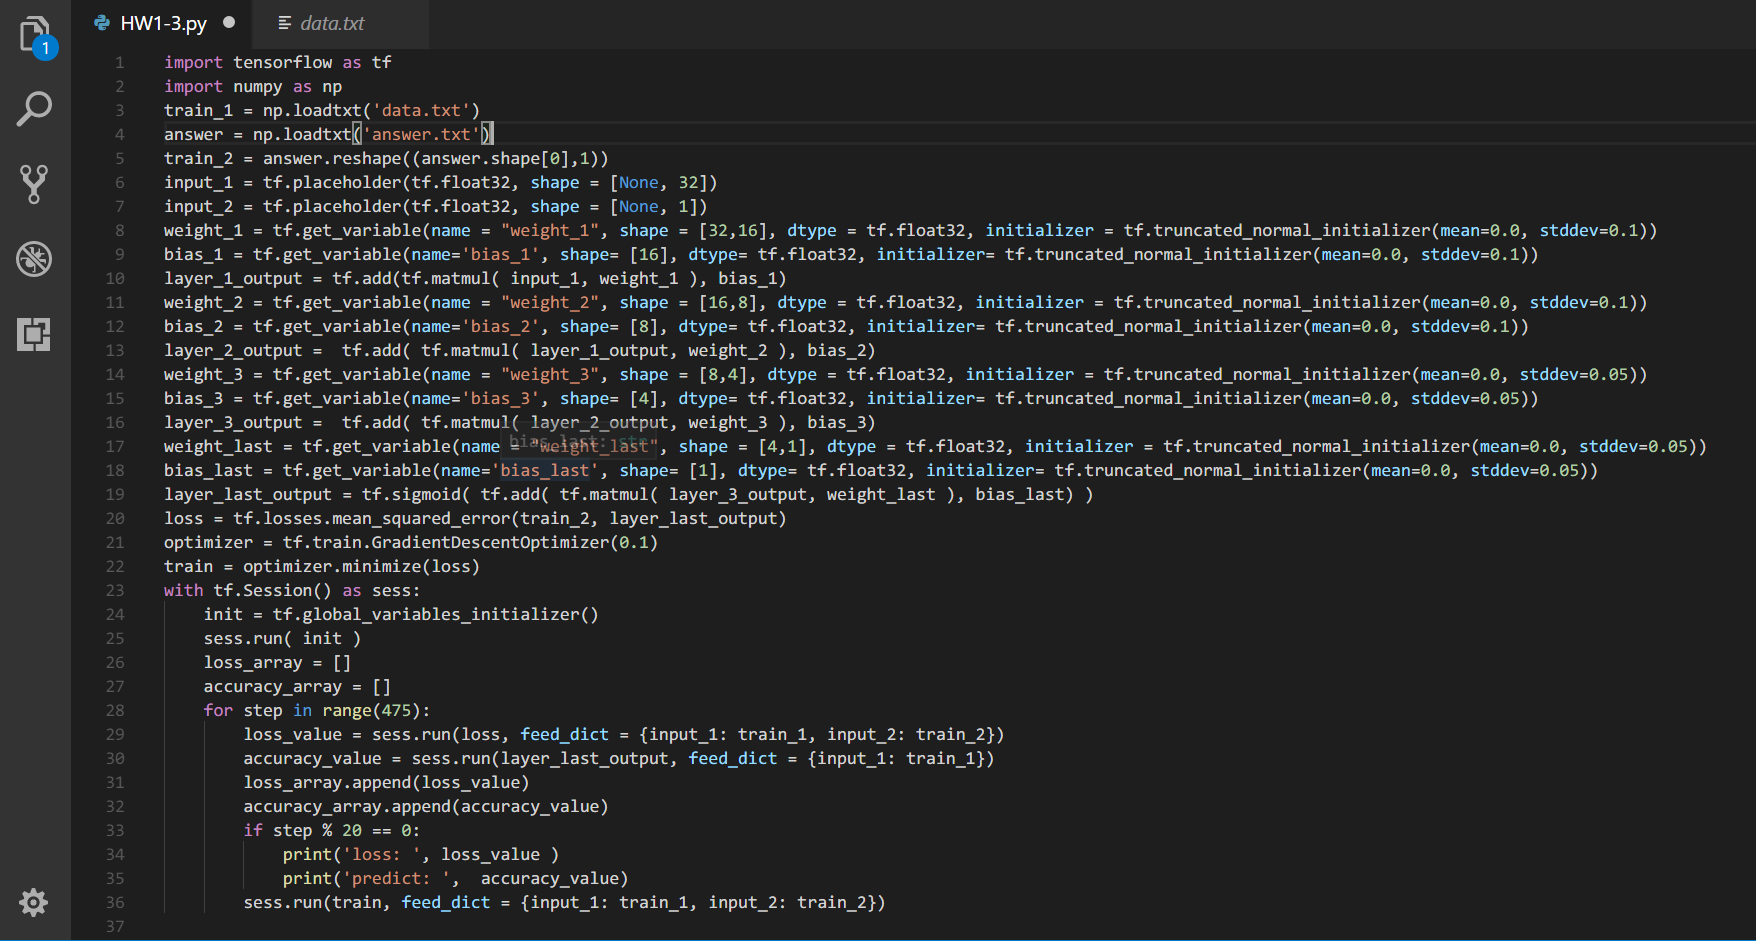 HW1-3.py
data.txt
1
1 import tensorflow as tf
2 import numpy as np
3 train_1 = np.loadtxt('data.txt')
4 answer = np.loadtxt('answer.txt')
5 train_2 = answer.reshape((answer.shape[0],1))
6 input_1 = tf.placeholder(tf.float32, shape = [None, 32])
7 input_2 = tf.placeholder(tf.float32, shape = [None, 1])
8 weight_1 = tf.get_variable(name = "weight_1", shape = [32,16], dtype = tf.float32, initializer = tf.truncated_normal_initializer(mean=0.0, stddev=0.1))
9 bias_1 = tf.get_variable(name='bias_1', shape= [16], dtype= tf.float32, initializer= tf.truncated_normal_initializer(mean=0.0, stddev=0.1))
10 layer_1_output = tf.add(tf.matmul( input_1, weight_1 ), bias_1)
11 weight_2 = tf.get_variable(name = "weight_2", shape = [16,8], dtype = tf.float32, initializer = tf.truncated_normal_initializer(mean=0.0, stddev=0.1))
12 bias_2 = tf.get_variable(name='bias_2', shape= [8], dtype= tf.float32, initializer= tf.truncated_normal_initializer(mean=0.0, stddev=0.1))
13 layer_2_output =  tf.add( tf.matmul( layer_1_output, weight_2 ), bias_2)
14 weight_3 = tf.get_variable(name = "weight_3", shape = [8,4], dtype = tf.float32, initializer = tf.truncated_normal_initializer(mean=0.0, stddev=0.05))
15 bias_3 = tf.get_variable(name='bias_3', shape= [4], dtype= tf.float32, initializer= tf.truncated_normal_initializer(mean=0.0, stddev=0.05))
16 layer_3_output =  tf.add( tf.matmul( layer_2_output, weight_3 ), bias_3)
17 weight_last = tf.get_variable(name = "weight_last", shape = [4,1], dtype = tf.float32, initializer = tf.truncated_normal_initializer(mean=0.0, stddev=0.05))
18 bias_last = tf.get_variable(name='bias_last', shape= [1], dtype= tf.float32, initializer= tf.truncated_normal_initializer(mean=0.0, stddev=0.05))
19 layer_last_output = tf.sigmoid( tf.add( tf.matmul( layer_3_output, weight_last ), bias_last) )
20 loss = tf.losses.mean_squared_error(train_2, layer_last_output)
21 optimizer = tf.train.GradientDescentOptimizer(0.1)
22 train = optimizer.minimize(loss)
23 with tf.Session() as sess:
24     init = tf.global_variables_initializer()
25     sess.run( init )
26     loss_array = []
27     accuracy_array = []
28     for step in range(475):
29         loss_value = sess.run(loss, feed_dict = {input_1: train_1, input_2: train_2})
30         accuracy_value = sess.run(layer_last_output, feed_dict = {input_1: train_1})
31         loss_array.append(loss_value)
32         accuracy_array.append(accuracy_value)
33         if step % 20 == 0:
34             print('loss: ', loss_value )
35             print('predict: ',  accuracy_value)
36         sess.run(train, feed_dict = {input_1: train_1, input_2: train_2})
37